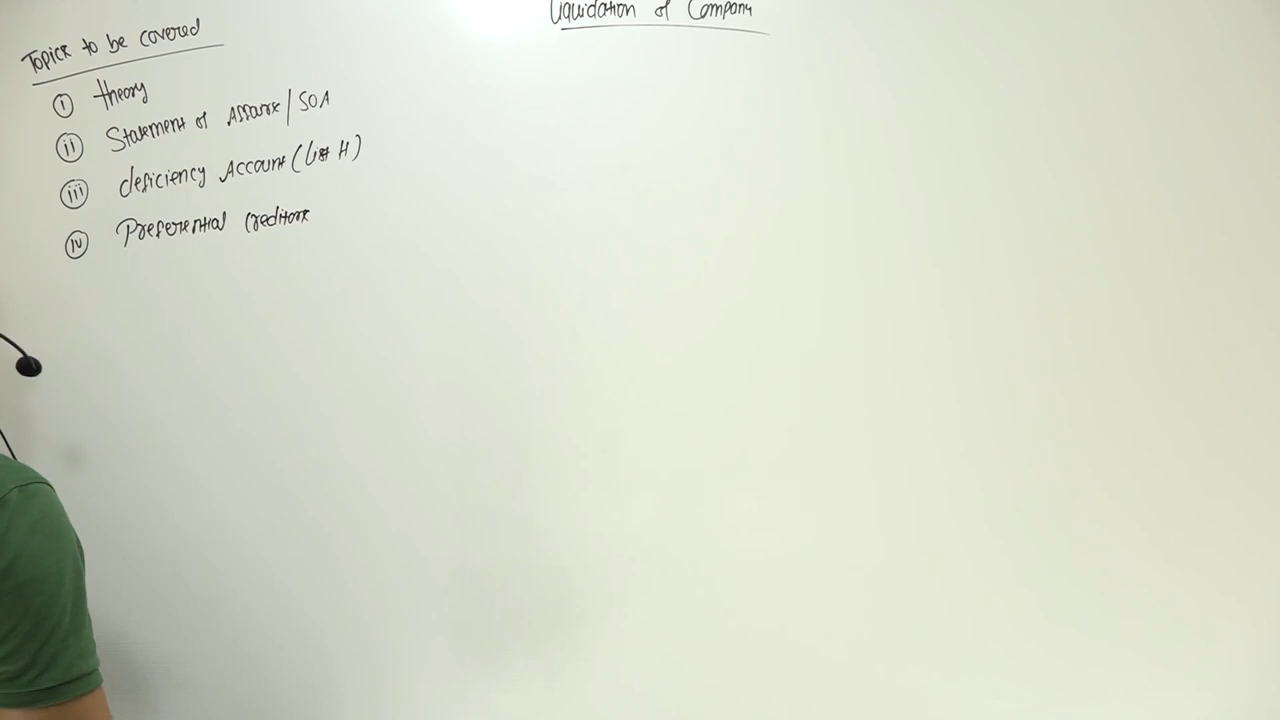 Liquidation of Company
Topics to be covered
(i) theory
(ii) Statement of Affairs / SOA
(iii) deficiency Account (List H)
(iv) Preferential creditors